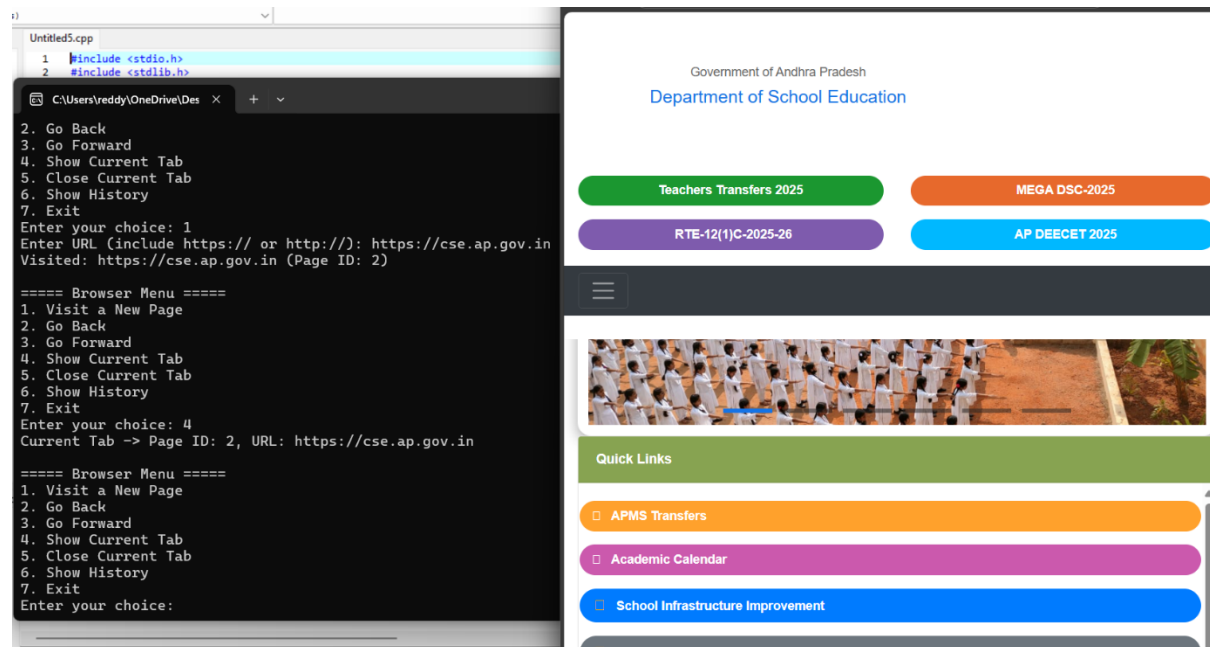 s)
Untitled5.cpp
1 #include <stdio.h>
2 #include <stdlib.h>
C:\Users\reddy\OneDrive\Des
2. Go Back
3. Go Forward
4. Show Current Tab
5. Close Current Tab
6. Show History
7. Exit
Enter your choice: 1
Enter URL (include https:// or http://): https://cse.ap.gov.in
Visited: https://cse.ap.gov.in (Page ID: 2)
===== Browser Menu =====
1. Visit a New Page
2. Go Back
3. Go Forward
4. Show Current Tab
5. Close Current Tab
6. Show History
7. Exit
Enter your choice: 4
Current Tab -> Page ID: 2, URL: https://cse.ap.gov.in
===== Browser Menu =====
1. Visit a New Page
2. Go Back
3. Go Forward
4. Show Current Tab
5. Close Current Tab
6. Show History
7. Exit
Enter your choice:
Government of Andhra Pradesh
Department of School Education
Teachers Transfers 2025
MEGA DSC-2025
RTE-12(1)C-2025-26
AP DEECET 2025
Quick Links
APMS Transfers
Academic Calendar
School Infrastructure Improvement